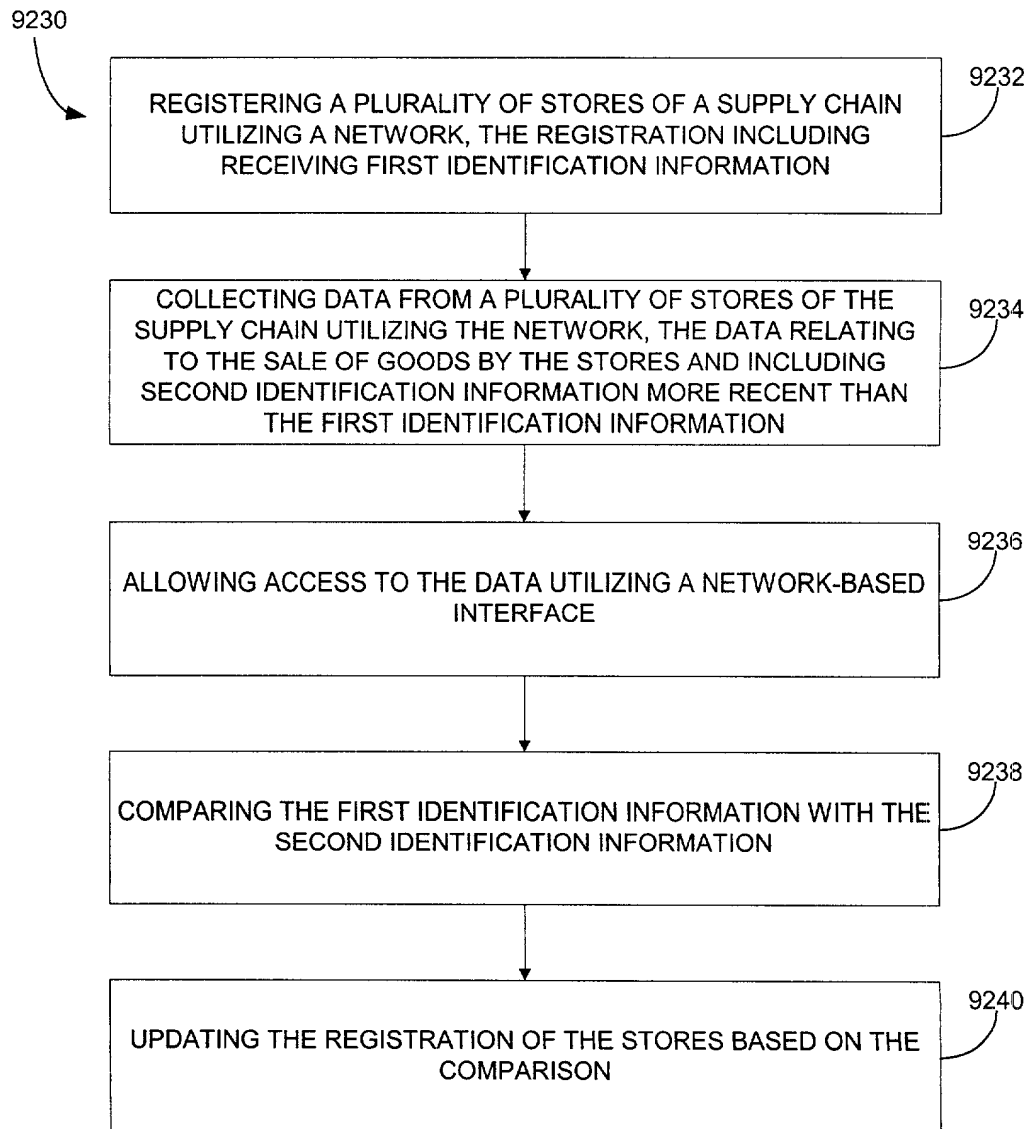 9230
9232
REGISTERING A PLURALITY OF STORES OF A SUPPLY CHAIN
UTILIZING A NETWORK, THE REGISTRATION INCLUDING
RECEIVING FIRST IDENTIFICATION INFORMATION
9234
COLLECTING DATA FROM A PLURALITY OF STORES OF THE
SUPPLY CHAIN UTILIZING THE NETWORK, THE DATA RELATING
TO THE SALE OF GOODS BY THE STORES AND INCLUDING
SECOND IDENTIFICATION INFORMATION MORE RECENT THAN
THE FIRST IDENTIFICATION INFORMATION
9236
ALLOWING ACCESS TO THE DATA UTILIZING A NETWORK-BASED
INTERFACE
9238
COMPARING THE FIRST IDENTIFICATION INFORMATION WITH THE
SECOND IDENTIFICATION INFORMATION
9240
UPDATING THE REGISTRATION OF THE STORES BASED ON THE
COMPARISON